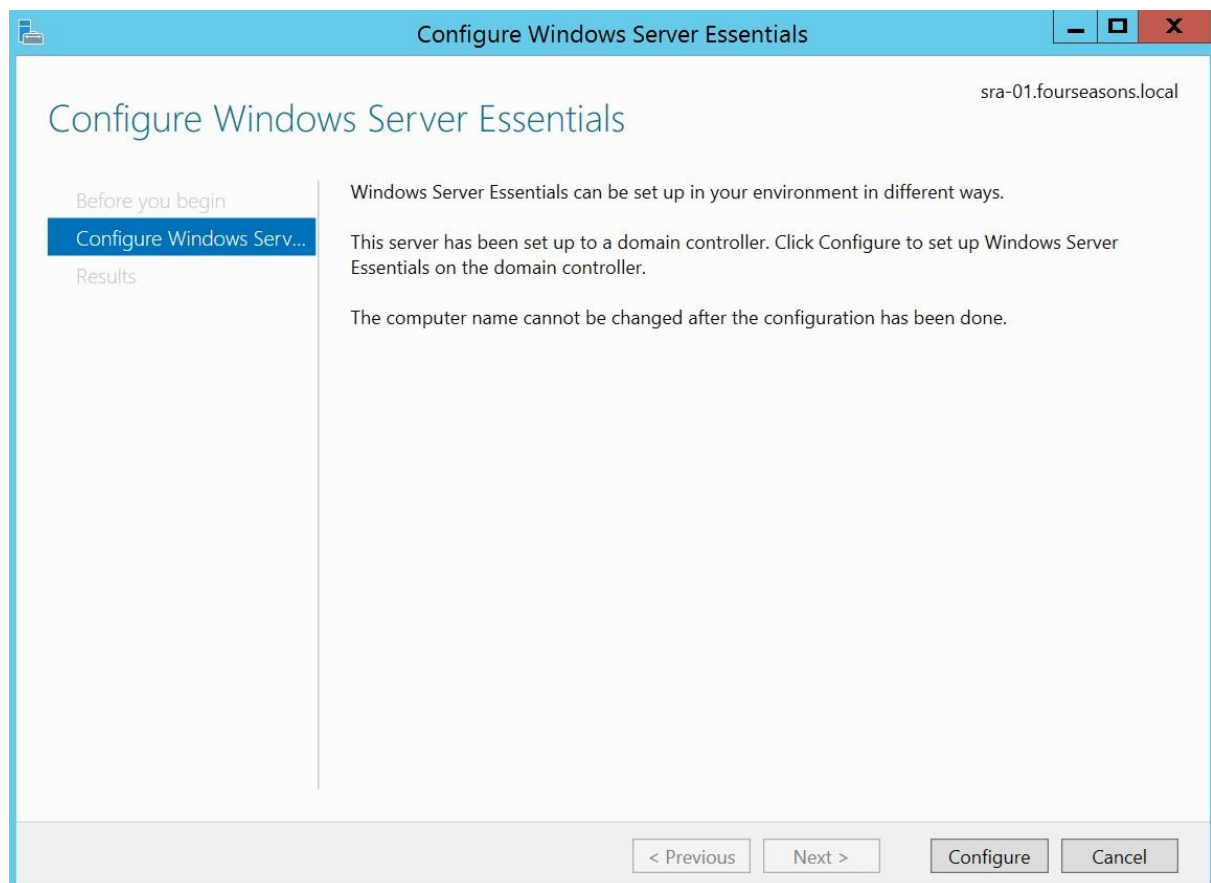 Configure Windows Server Essentials
X
sra-01.fourseasons.local
Configure Windows Server Essentials
Before you begin
Configure Windows Serv...
Results
Windows Server Essentials can be set up in your environment in different ways.
This server has been set up to a domain controller. Click Configure to set up Windows Server
Essentials on the domain controller.
The computer name cannot be changed after the configuration has been done.
< Previous
Next >
Configure
Cancel